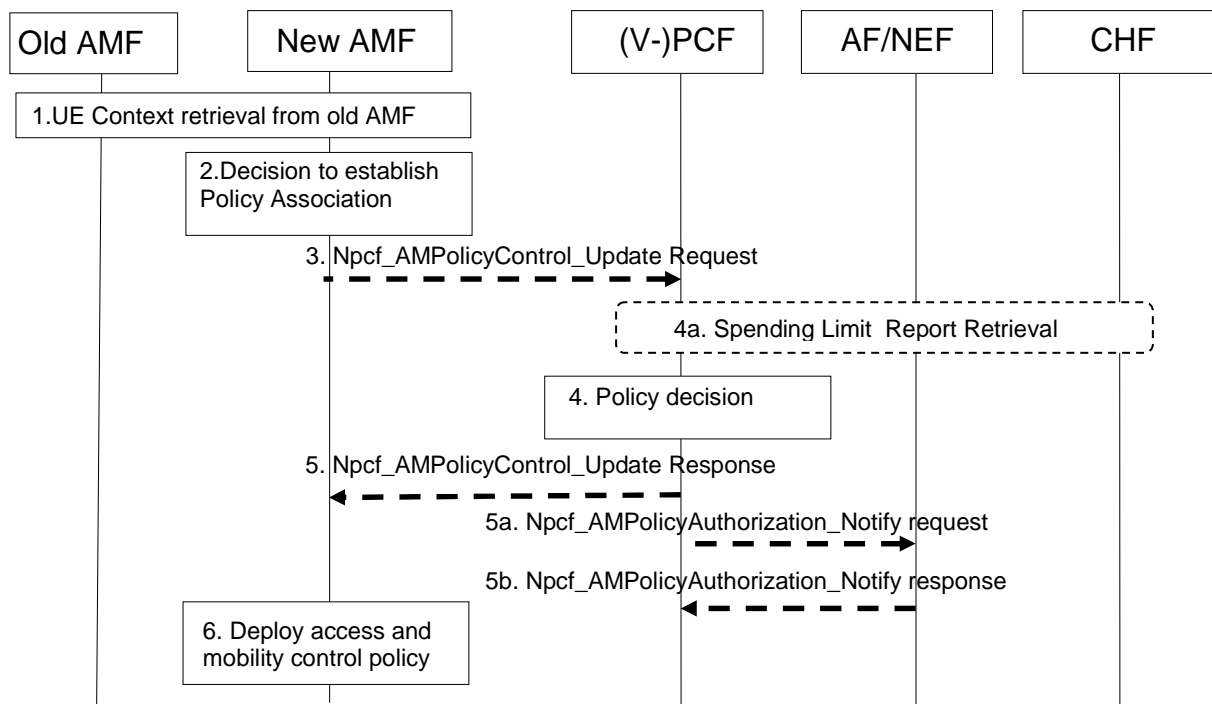 Old AMF
New AMF
(V-)PCF
AF/NEF
CHF
1.UE Context retrieval from old AMF
2.Decision to establish
Policy Association
3. Npcf_AMPolicyControl_Update Request
4a. Spending Limit Report Retrieval
4. Policy decision
5. Npcf_AMPolicyControl_Update Response
5a. Npcf_AMPolicyAuthorization_Notify request
5b. Npcf_AMPolicyAuthorization_Notify response
6. Deploy access and
mobility control policy